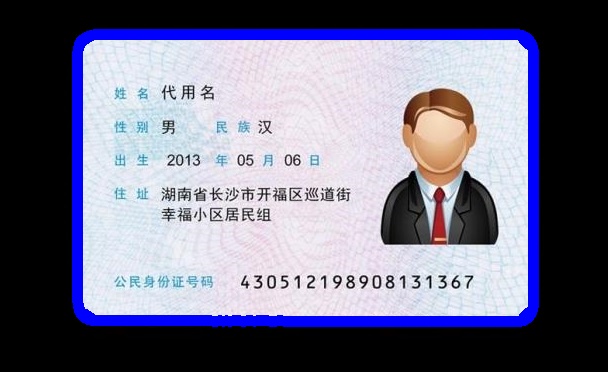 姓名 代用名
性别 男 民族 汉
出生 2013 年 05 月 06 日
住址 湖南省长沙市开福区巡道街
幸福小区居民组
公民身份证号码 430512198908131367